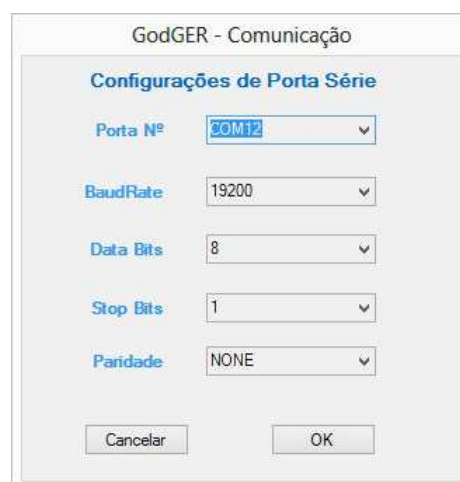 GodGER - Comunicação
Configurações de Porta Série
Porta Nº COM12
BaudRate 19200
Data Bits 8
Stop Bits 1
Paridade NONE
Cancelar OK